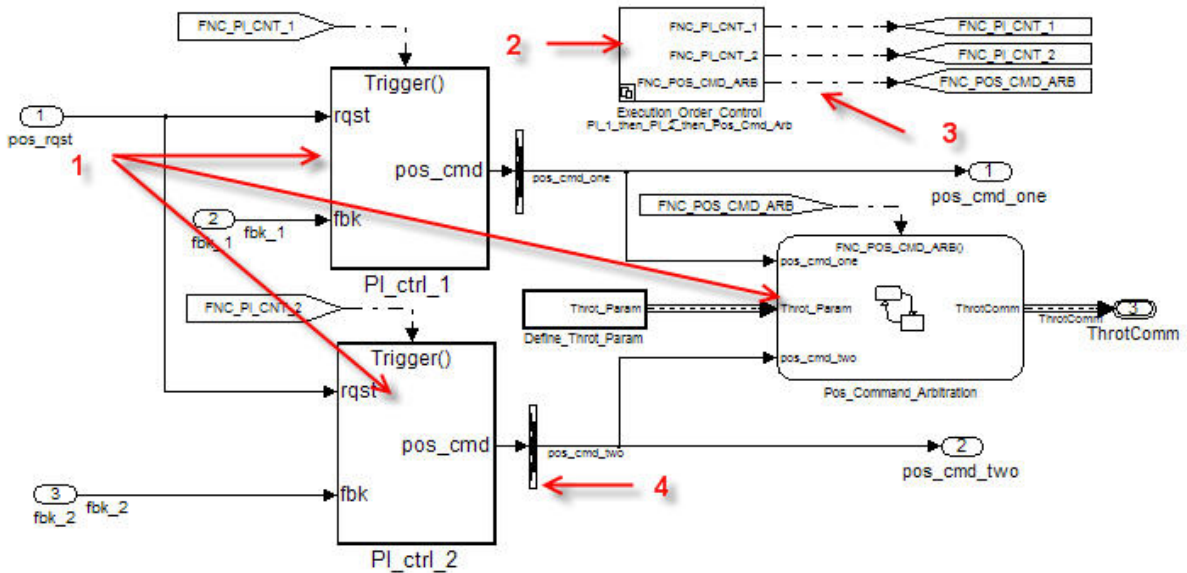 FNC_PI_CNT_1
2
FNC_PI_CNT_1
FNC_PI_CNT_2
FNC_POS_CMD_ARB
Execution_Order_Control
PI_1_then_PI_2_then_Pos_Cmd_Arb
FNC_PI_CNT_1
FNC_PI_CNT_2
FNC_POS_CMD_ARB
3
1
pos_rqst
1
Trigger()
rqst
pos_cmd
fbk
PI_ctrl_1
2
fbk_1
fbk_1
pos_cmd_one
1
pos_cmd_one
FNC_POS_CMD_ARB
FNC_POS_CMD_ARB()
pos_cmd_one
Throt_Param
pos_cmd_two
ThrotComm
Pos_Command_Arbitration
Throt_Param
Define_Throt_Param
ThrotComm
3
ThrotComm
FNC_PI_CNT_2
Trigger()
rqst
pos_cmd
fbk
PI_ctrl_2
pos_cmd_two
2
pos_cmd_two
4
3
fbk_2
fbk_2